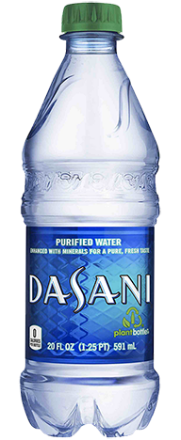 PURIFIED WATER
ENHANCED WITH MINERALS FOR A PURE, FRESH TASTE
DASANI
plantbottle
0
CALORIES
PER BOTTLE
20 FL OZ (1.25 PT) 591 mL